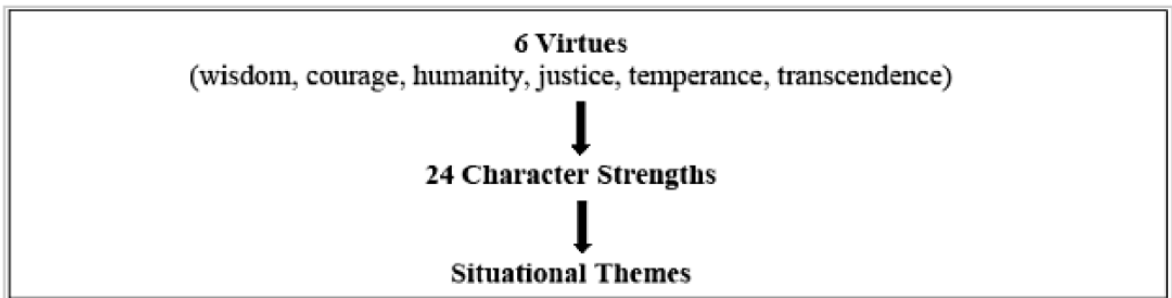 6 Virtues
(wisdom, courage, humanity, justice, temperance, transcendence)
24 Character Strengths
Situational Themes